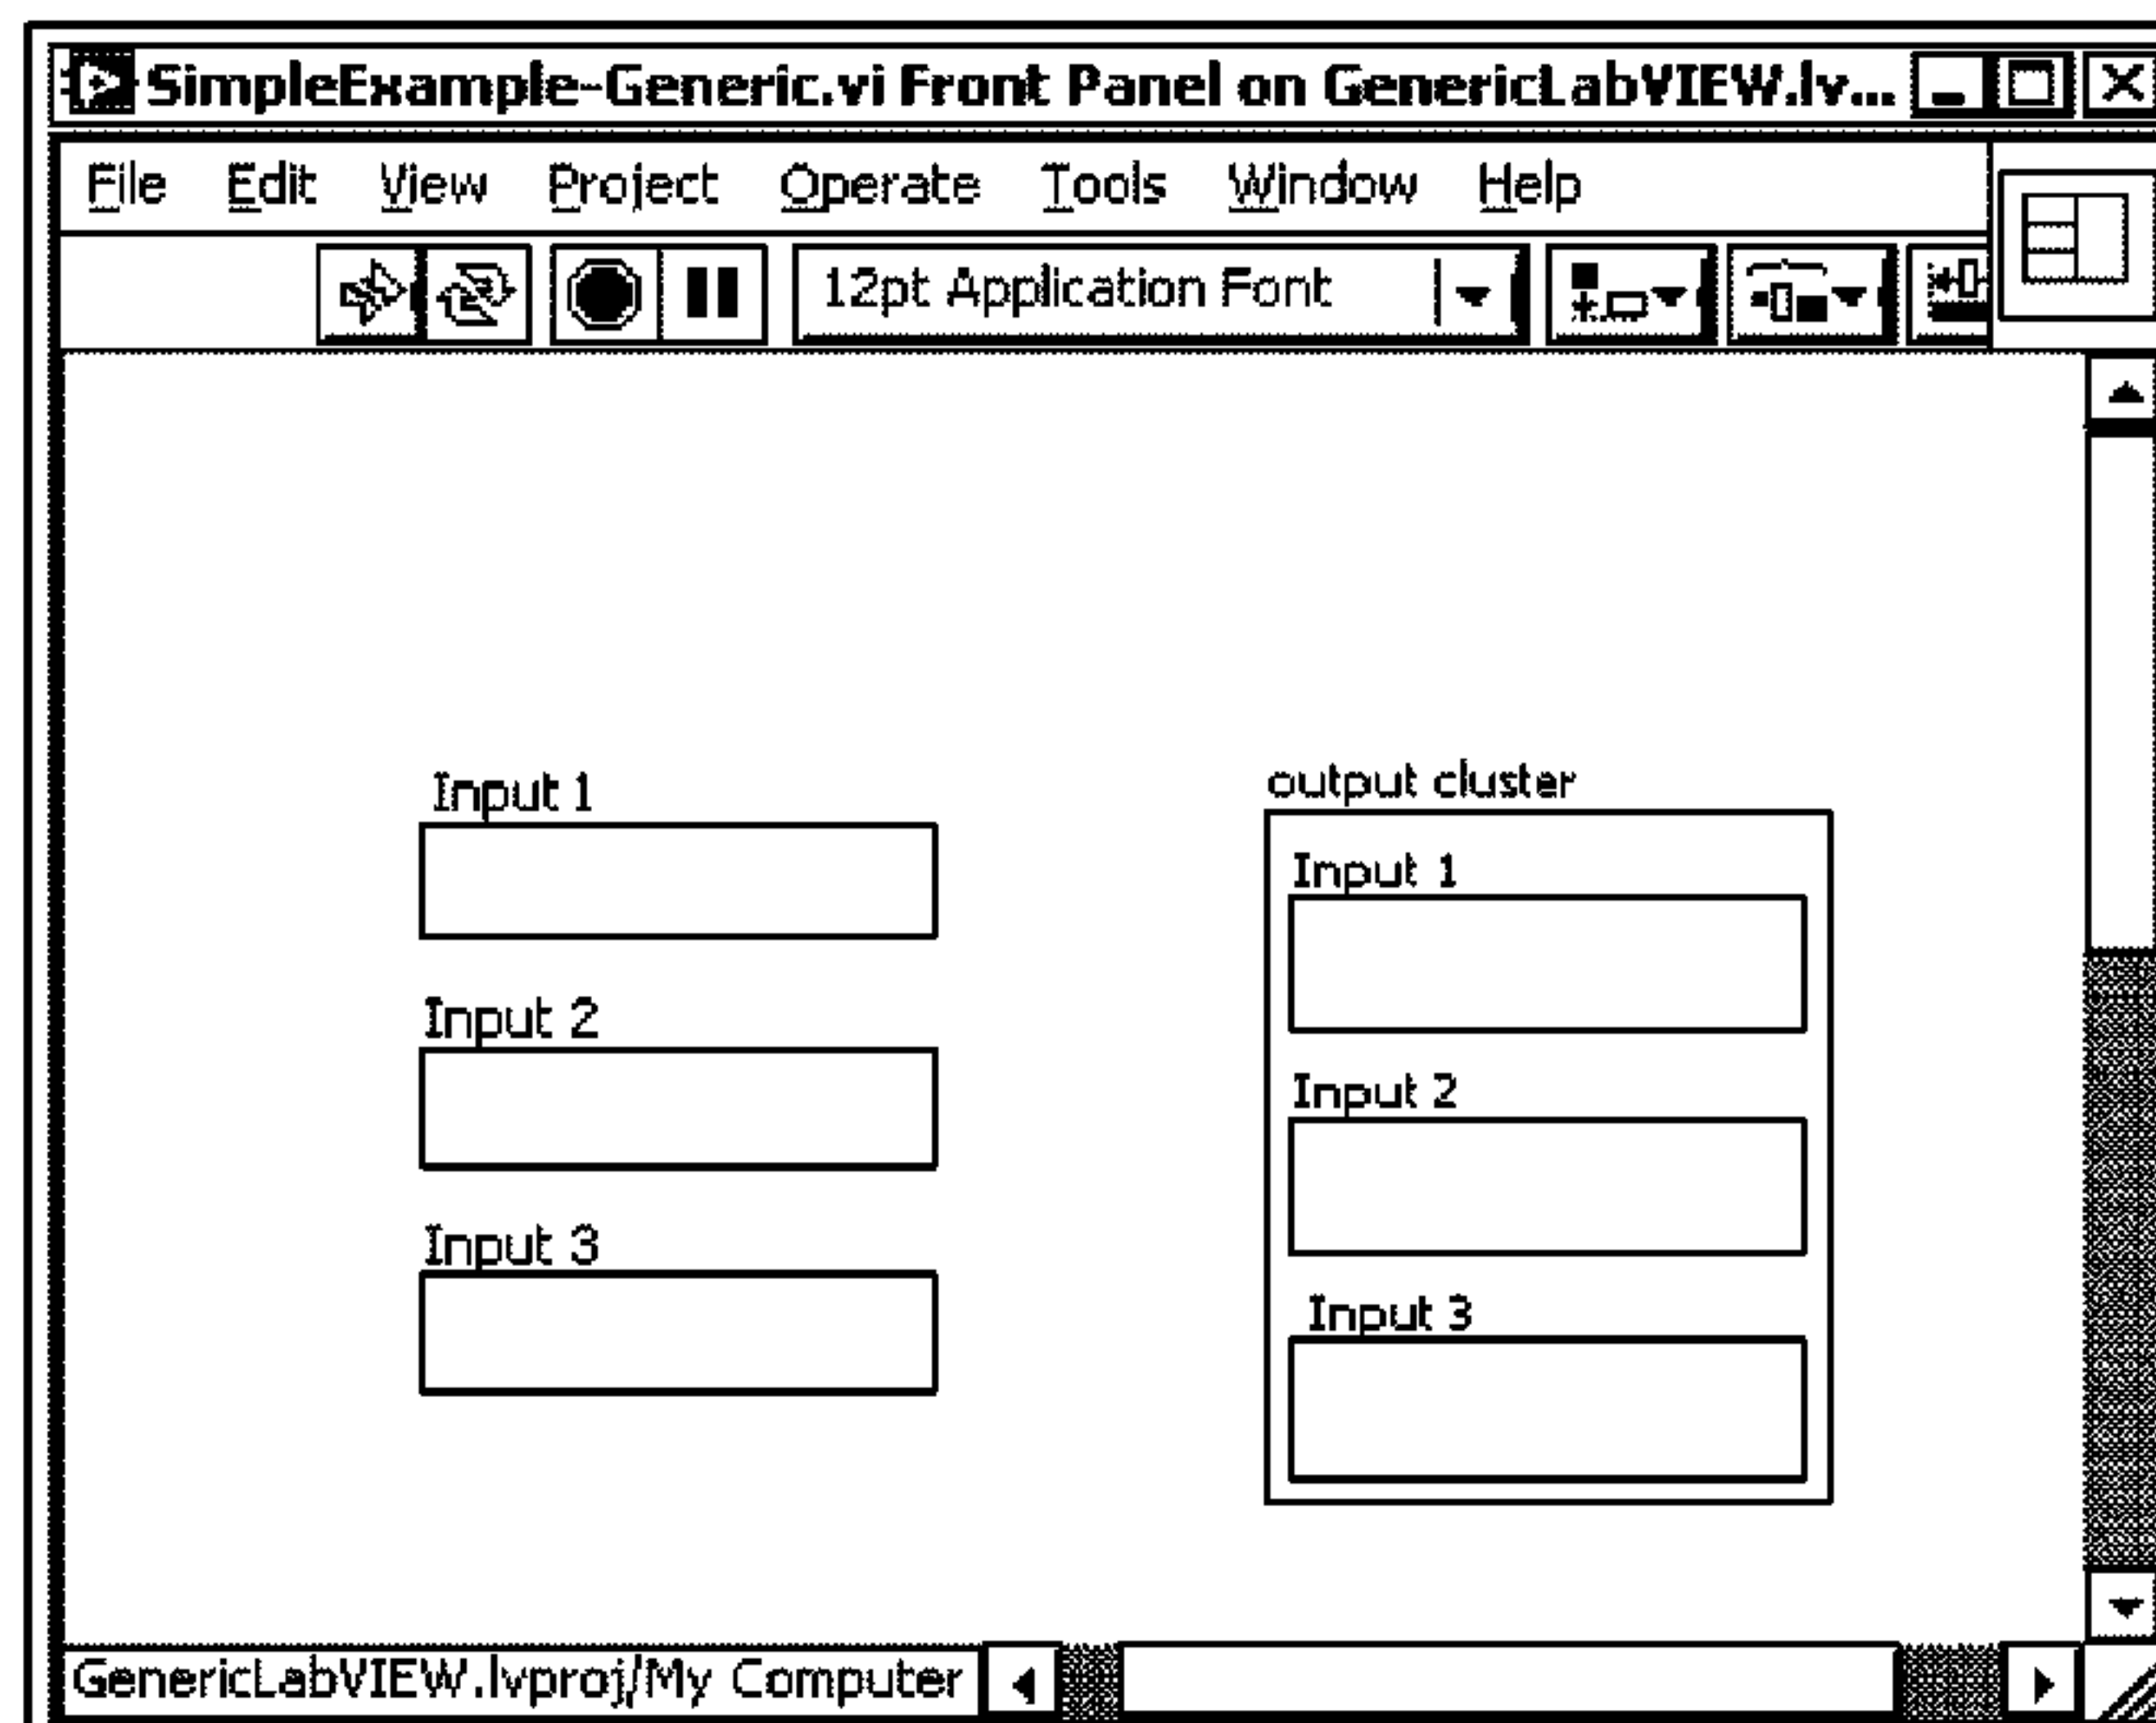 SimpleExample-Generic.vi Front Panel on GenericLabVIEW.lv...
File Edit View Project Operate Tools Window Help
12pt Application Font
Input 1
Input 2
Input 3
output cluster
Input 1
Input 2
Input 3
GenericLabVIEW.lvproj/My Computer